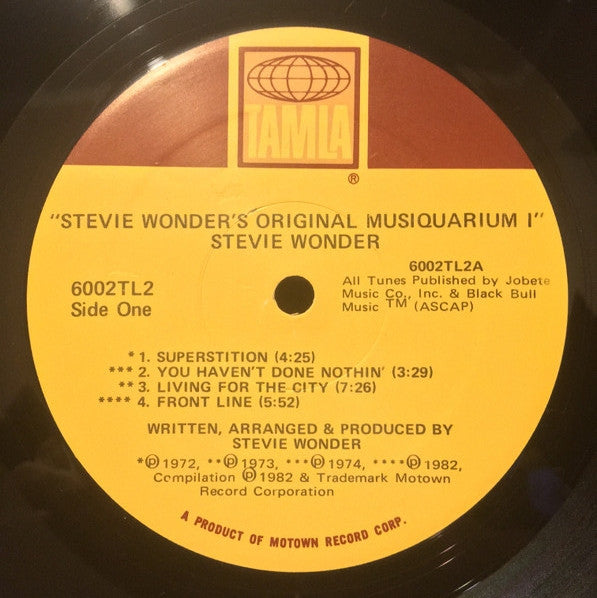 TAMLA
®
"STEVIE WONDER'S ORIGINAL MUSIQUARIUM I"
STEVIE WONDER
6002TL2
Side One
6002TL2A
All Tunes Published by Jobete
Music Co., Inc. & Black Bull
Music TM (ASCAP)
* 1. SUPERSTITION (4:25)
*** 2. YOU HAVEN'T DONE NOTHIN' (3:29)
** 3. LIVING FOR THE CITY (7:26)
**** 4. FRONT LINE (5:52)
WRITTEN, ARRANGED & PRODUCED BY
STEVIE WONDER
*℗ 1972, **℗ 1973, ***℗ 1974, ****℗ 1982,
Compilation ℗ 1982 & Trademark Motown
Record Corporation
A PRODUCT OF MOTOWN RECORD CORP.